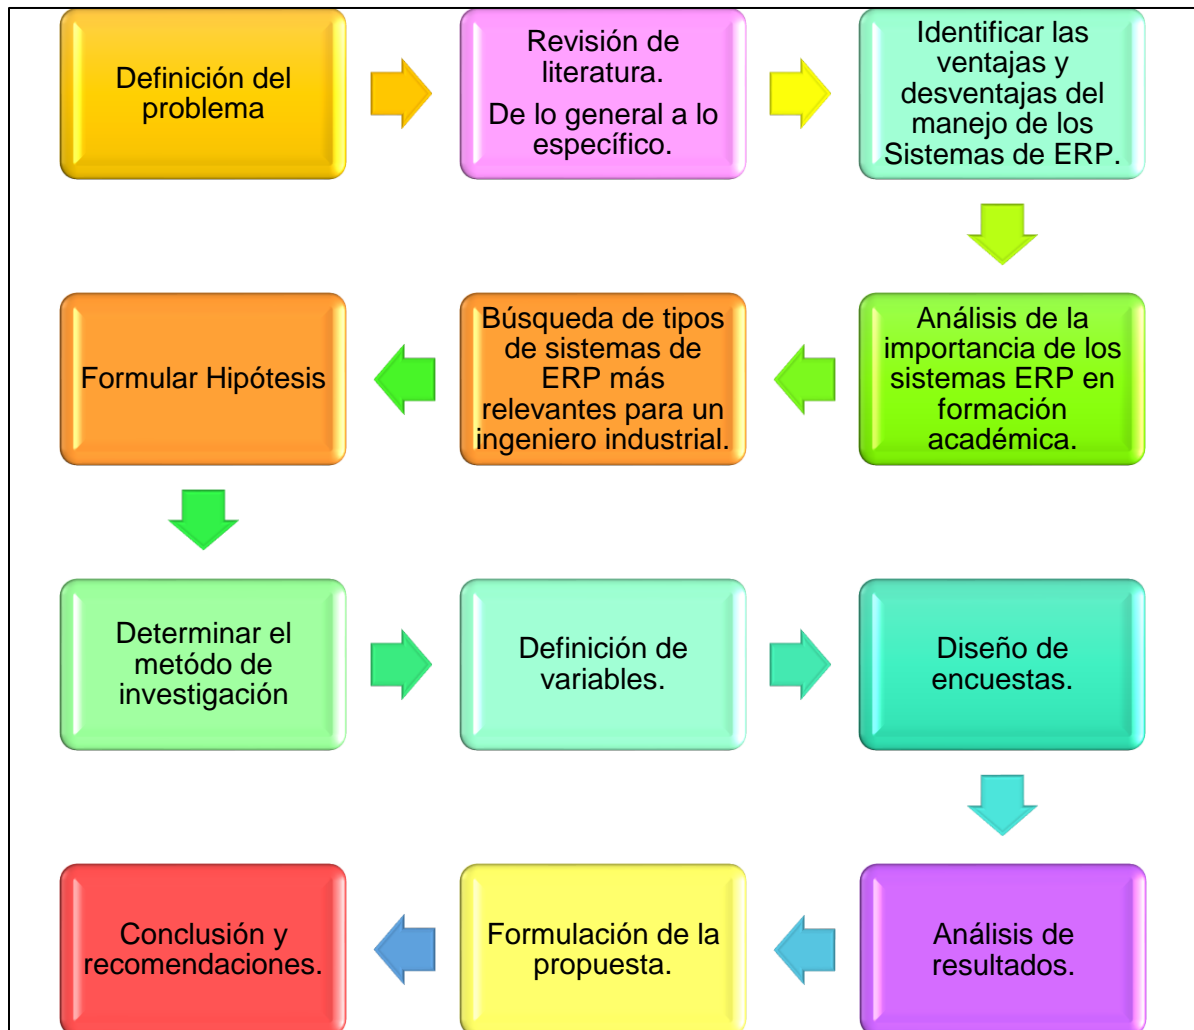 Definición del
problema
Revisión de
literatura.
De lo general a lo
específico.
Identificar las
ventajas y
desventajas del
manejo de los
Sistemas de ERP.
Análisis de la
importancia de los
sistemas ERP en
formación
académica.
Búsqueda de tipos
de sistemas de
ERP más
relevantes para un
ingeniero industrial.
Formular Hipótesis
Determinar el
metódo de
investigación
Definición de
variables.
Diseño de
encuestas.
Análisis de
resultados.
Formulación de la
propuesta.
Conclusión y
recomendaciones.